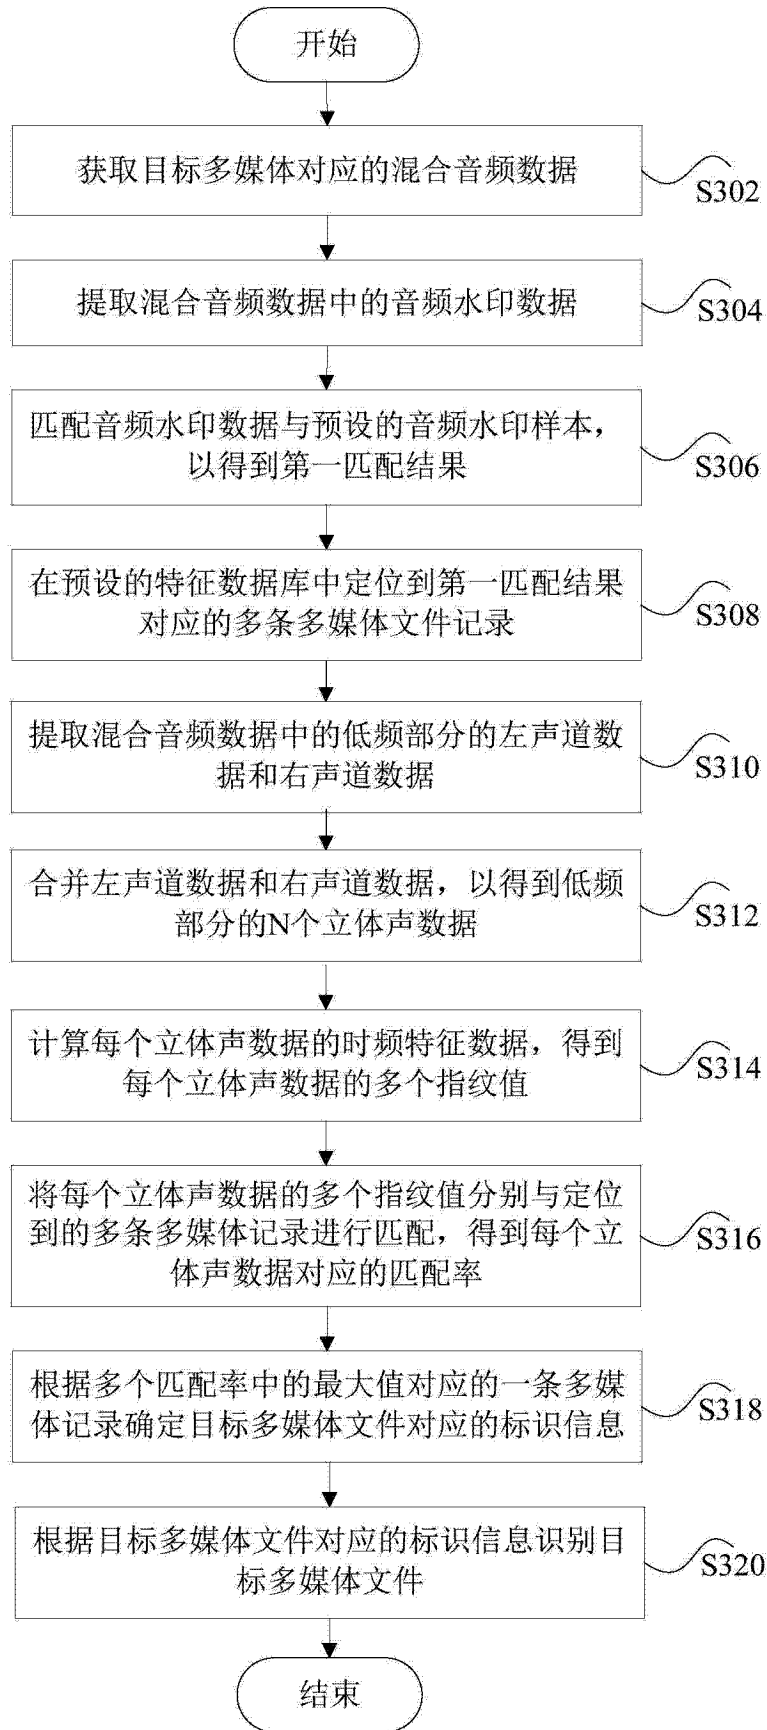 开始
获取目标多媒体对应的混合音频数据
S302
提取混合音频数据中的音频水印数据
S304
匹配音频水印数据与预设的音频水印样本，
以得到第一匹配结果
S306
在预设的特征数据库中定位到第一匹配结果
对应的多条多媒体文件记录
S308
提取混合音频数据中的低频部分的左声道数
据和右声道数据
S310
合并左声道数据和右声道数据，以得到低频
部分的N个立体声数据
S312
计算每个立体声数据的时频特征数据，得到
每个立体声数据的多个指纹值
S314
将每个立体声数据的多个指纹值分别与定位
到的多条多媒体记录进行匹配，得到每个立
体声数据对应的匹配率
S316
根据多个匹配率中的最大值对应的一条多媒
体记录确定目标多媒体文件对应的标识信息
S318
根据目标多媒体文件对应的标识信息识别目
标多媒体文件
S320
结束